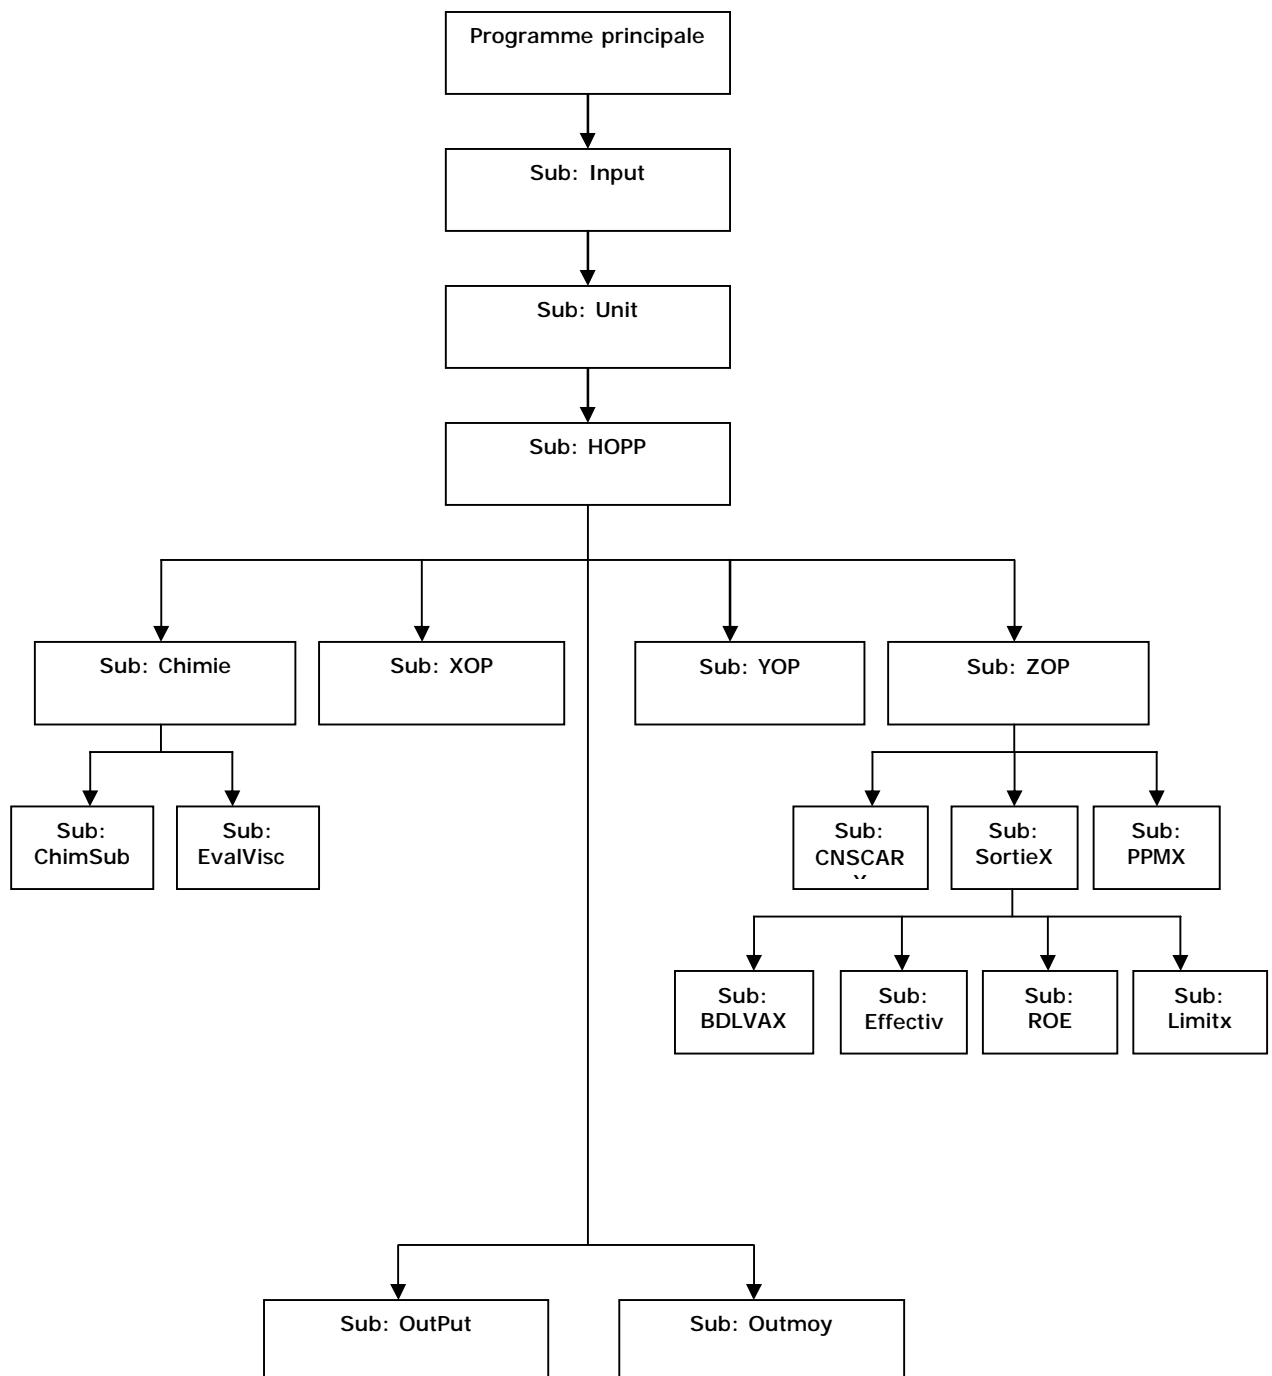 Programme principale
Sub: Input
Sub: Unit
Sub: HOPP
Sub: Chimie
Sub: XOP
Sub: YOP
Sub: ZOP
Sub:
ChimSub
Sub:
EvalVisc
Sub:
CNSCAR
Sub:
SortieX
Sub:
PPMX
Sub:
BDLVAX
Sub:
Effectiv
Sub:
ROE
Sub:
Limitx
Sub: OutPut
Sub: Outmoy